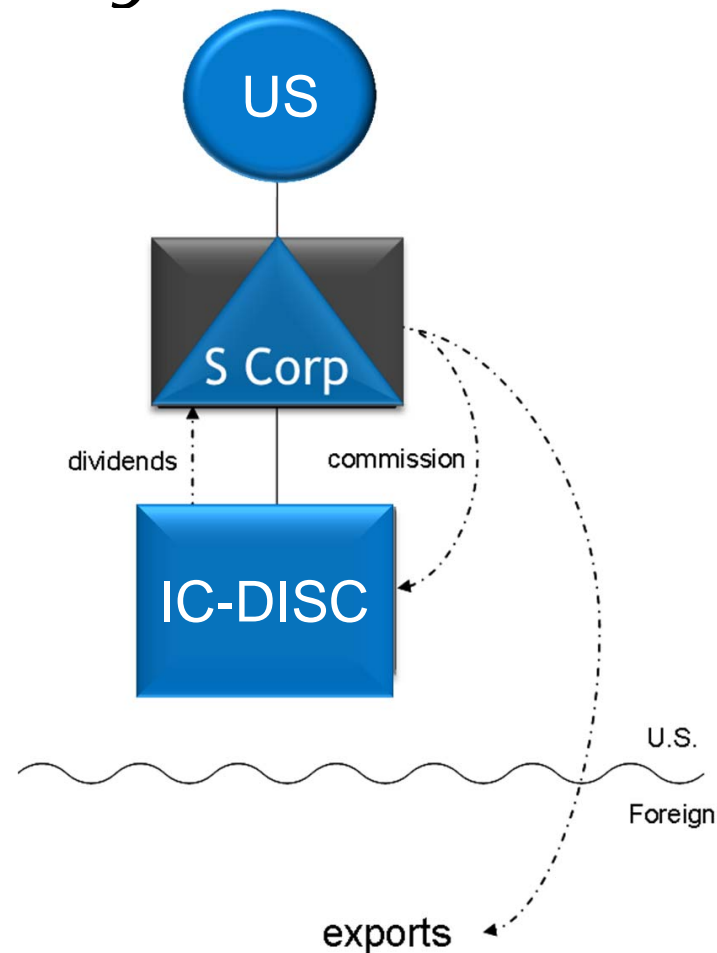 US
S Corp
dividends
commission
IC-DISC
U.S.
Foreign
exports